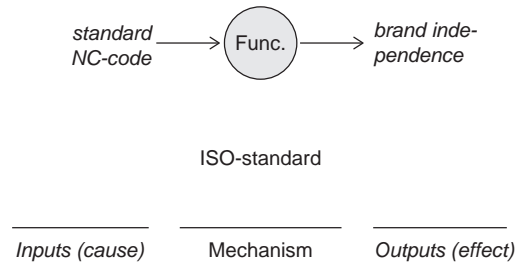 standard
NC-code
Func.
brand inde-
pendence
ISO-standard
Inputs (cause)
Mechanism
Outputs (effect)